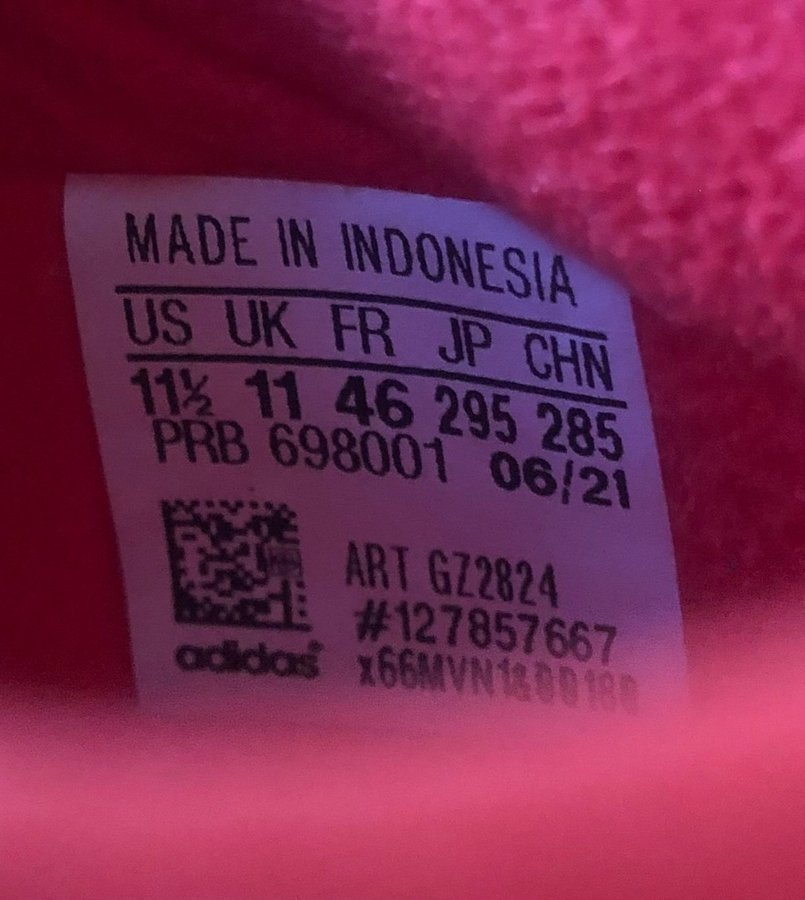 MADE IN INDONESIA
US UK FR JP CHN
11½ 11 46 295 285
PRB 698001 06/21
ART GZ2824
#127857667
adidas®